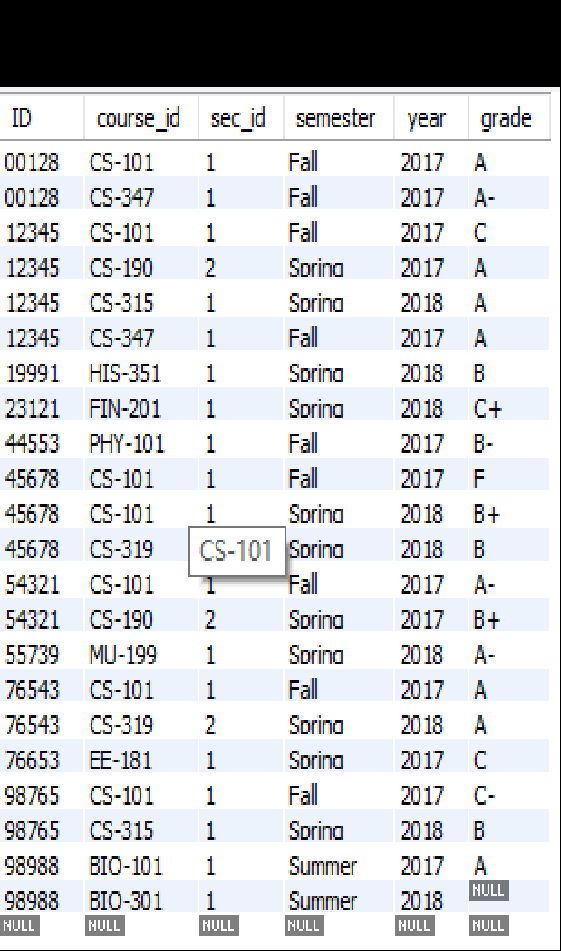 ID course_id sec_id semester year grade
00128 CS-101 1 Fall 2017 A
00128 CS-347 1 Fall 2017 A-
12345 CS-101 1 Fall 2017 C
12345 CS-190 2 Spring 2017 A
12345 CS-315 1 Spring 2018 A
12345 CS-347 1 Fall 2017 A
19991 HIS-351 1 Spring 2018 B
23121 FIN-201 1 Spring 2018 C+
44553 PHY-101 1 Fall 2017 B-
45678 CS-101 1 Fall 2017 F
45678 CS-101 1 Spring 2018 B+
45678 CS-319 CS-101 Spring 2018 B
54321 CS-101 1 Fall 2017 A-
54321 CS-190 2 Spring 2017 B+
55739 MU-199 1 Spring 2018 A-
76543 CS-101 1 Fall 2017 A
76543 CS-319 2 Spring 2018 A
76653 EE-181 1 Spring 2017 C
98765 CS-101 1 Fall 2017 C-
98765 CS-315 1 Spring 2018 B
98988 BIO-101 1 Summer 2017 A
98988 BIO-301 1 Summer 2018 NULL
NULL NULL NULL NULL NULL NULL